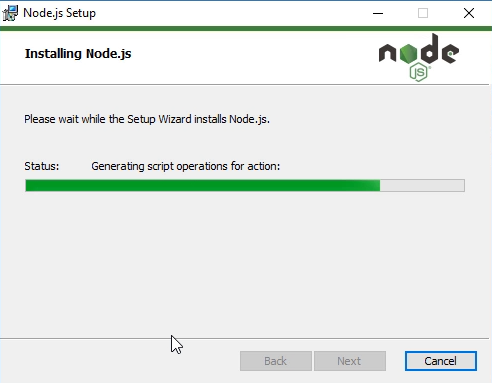 Node.js Setup
Installing Node.js
node
JS
Please wait while the Setup Wizard installs Node.js.
Status: Generating script operations for action:
Back Next Cancel